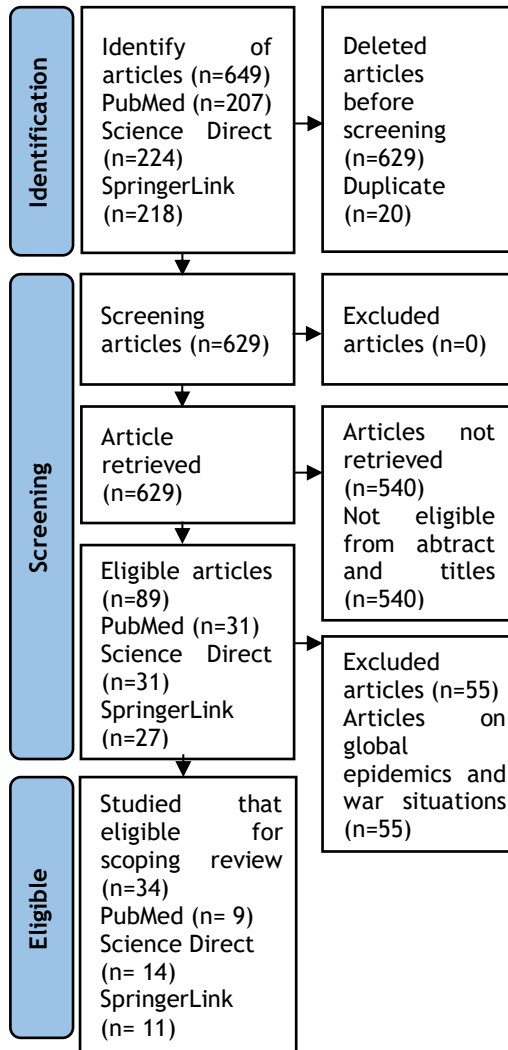 Identification
Identify of
articles (n=649)
PubMed (n=207)
Science Direct
(n=224)
SpringerLink
(n=218)
Deleted
articles
before
screening
(n=629)
Duplicate
(n=20)
Screening
Screening
articles (n=629)
Excluded
articles (n=0)
Article
retrieved
(n=629)
Articles not
retrieved
(n=540)
Not eligible
from abtract
and titles
(n=540)
Eligible articles
(n=89)
PubMed (n=31)
Science Direct
(n=31)
SpringerLink
(n=27)
Excluded
articles (n=55)
Articles on
global
epidemics and
war situations
(n=55)
Eligible
Studied that
eligible for
scoping review
(n=34)
PubMed (n= 9)
Science Direct
(n= 14)
SpringerLink
(n= 11)